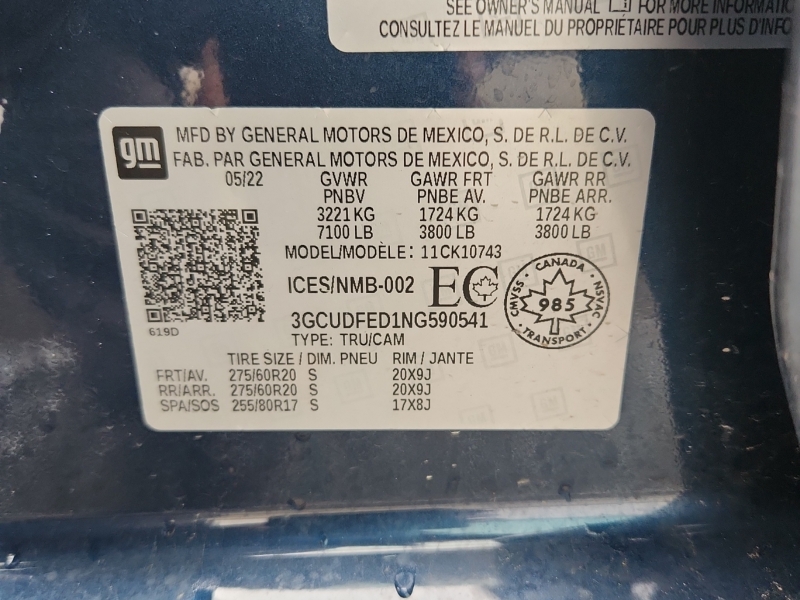 SEE OWNER'S MANUAL FOR MORE
CONSULTEZ LE MANUEL DU PROPRIÉTAIRE POUR PLUS
gm
MFD BY GENERAL MOTORS DE MEXICO, S. DE R.L. DE C.V.
FAB. PAR GENERAL MOTORS DE MEXICO, S. DE R.L. DE C.V.
05/22 GVWR GAWR FRT GAWR RR
PNBV PNBE AV. PNBE ARR.
3221 KG 1724 KG 1724 KG
7100 LB 3800 LB 3800 LB
MODEL/MODÈLE: 11CK10743
ICES/NMB-002 EC
CANADA
CMVSS 985 NSVAC
TRANSPORT
3GCUDFED1NG590541
619D
TYPE: TRU/CAM
TIRE SIZE / DIM. PNEU RIM / JANTE
FRT/AV. 275/60R20 S 20X9J
RR/ARR. 275/60R20 S 20X9J
SPA/SOS 255/80R17 S 17X8J